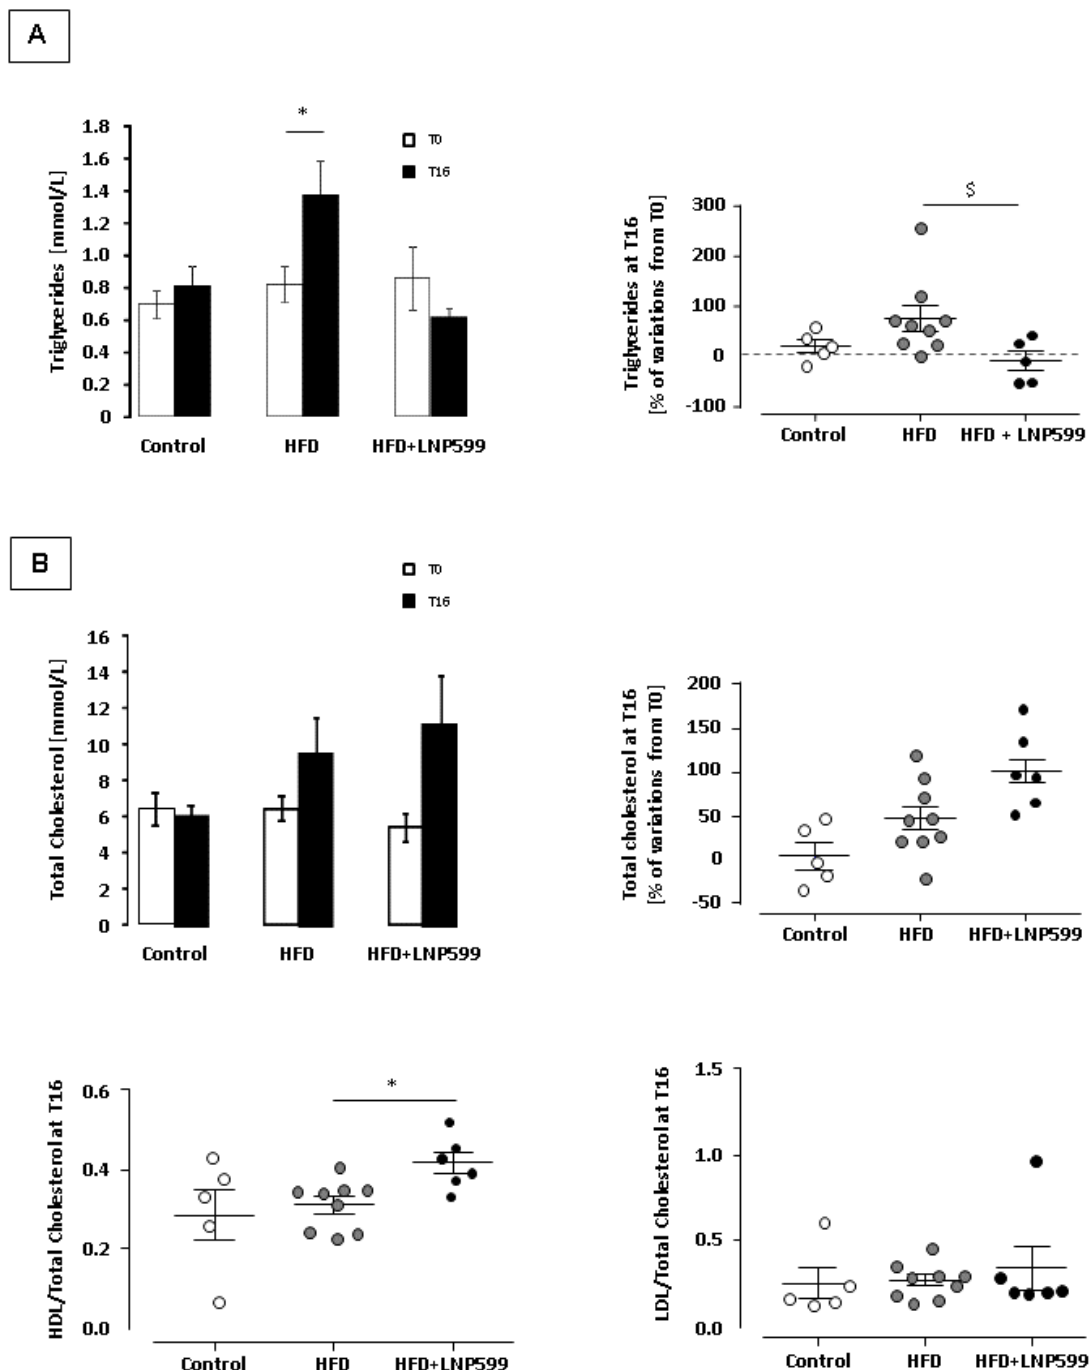 A
Triglycerides [mmol/L]
1.8
1.6
1.4
1.2
1.0
0.8
0.6
0.4
0.2
0
*
T0
T16
Control HFD HFD+LNP599
Triglycerides at T16
[% of variations from T0]
300
200
100
0
-100
$
Control HFD HFD + LNP599
B
T0
T16
Total Cholesterol [mmol/L]
16
14
12
10
8
6
4
2
0
Control HFD HFD+LNP599
Total cholesterol at T16
[% of variations from T0]
200
150
100
50
0
-50
Control HFD HFD+LNP599
HDL/Total Cholesterol at T16
0.6
0.4
0.2
0.0
*
Control HFD HFD+LNP599
LDL/Total Cholesterol at T16
1.5
1.0
0.5
0.0
Control HFD HFD+LNP599